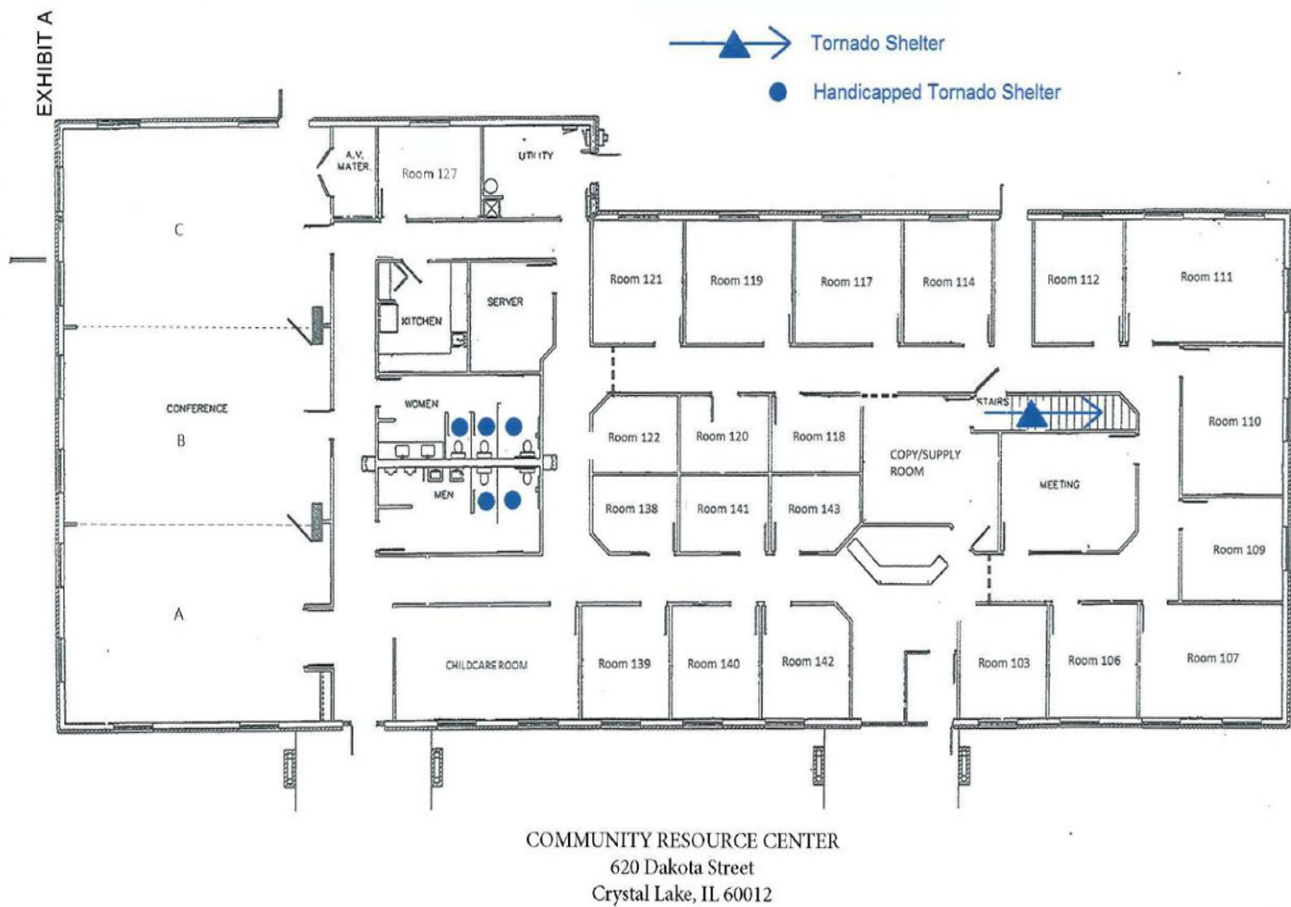 EXHIBIT A
Tornado Shelter
Handicapped Tornado Shelter
A.V.
MATER.
Room 127
UTILITY
C
Room 121
Room 119
Room 117
Room 114
Room 112
Room 111
KITCHEN
SERVER
CONFERENCE
B
WOMEN
MEN
STAIRS
Room 110
Room 122
Room 120
Room 118
COPY/SUPPLY
ROOM
MEETING
Room 138
Room 141
Room 143
Room 109
A
CHILDCARE ROOM
Room 139
Room 140
Room 142
Room 103
Room 106
Room 107
COMMUNITY RESOURCE CENTER
620 Dakota Street
Crystal Lake, IL 60012